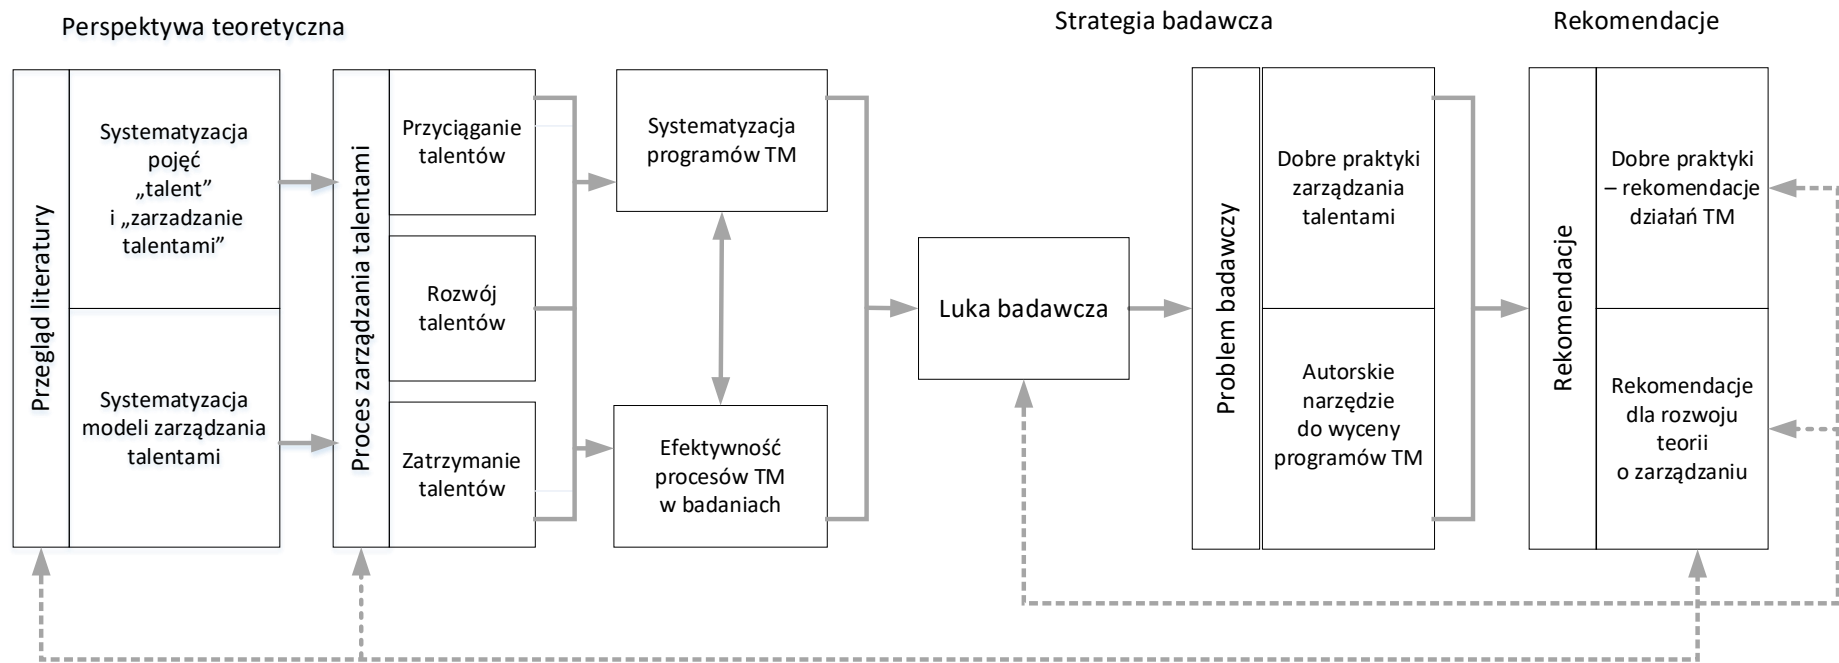 Perspektywa teoretyczna
Strategia badawcza
Rekomendacje
Przegląd literatury
Systematyzacja
pojęć
„talent”
i „zarzadzanie
talentami”
Systematyzacja
modeli zarządzania
talentami
Proces zarządzania talentami
Przyciąganie
talentów
Rozwój
talentów
Zatrzymanie
talentów
Systematyzacja
programów TM
Efektywność
procesów TM
w badaniach
Luka badawcza
Problem badawczy
Dobre praktyki
zarządzania
talentami
Autorskie
narzędzie
do wyceny
programów TM
Rekomendacje
Dobre praktyki
– rekomendacje
działań TM
Rekomendacje
dla rozwoju
teorii
o zarządzaniu